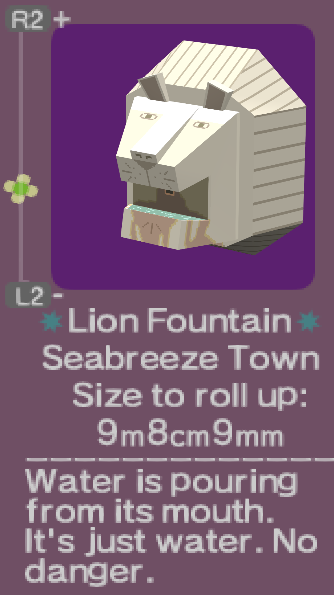 R2 +
L2 -
Lion Fountain
Seabreeze Town
Size to roll up:
9m8cm9mm
Water is pouring
from its mouth.
It's just water. No
danger.